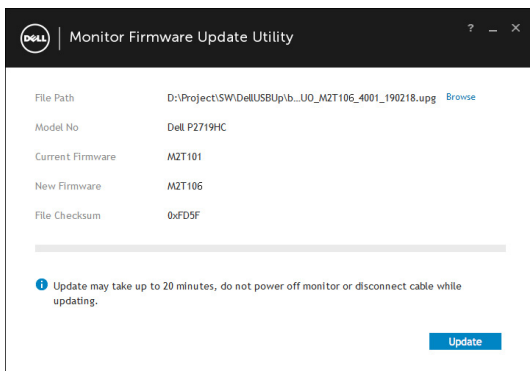 DELL Monitor Firmware Update Utility ?
File Path D:\Project\SW\DellUSBUp\b...UO_M2T106_4001_190218.upg Browse
Model No Dell P2719HC
Current Firmware M2T101
New Firmware M2T106
File Checksum 0xFD5F
Update may take up to 20 minutes, do not power off monitor or disconnect cable while
updating.
Update